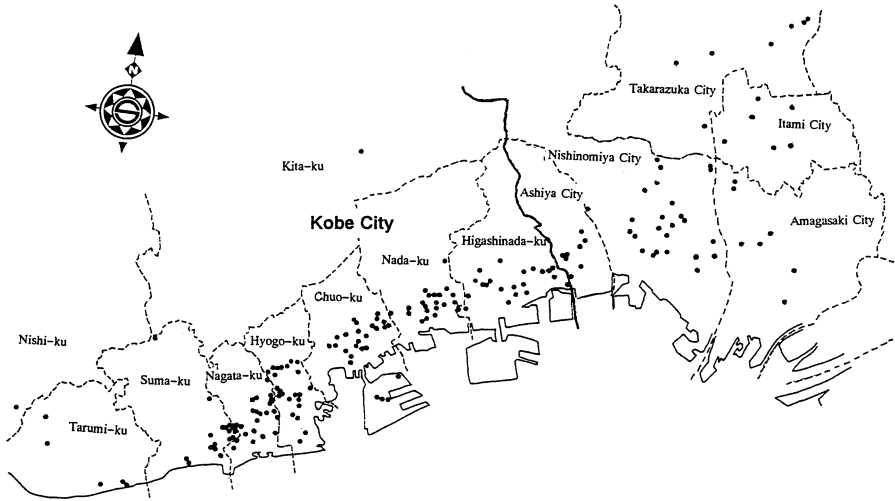 N
Takarazuka City
Itami City
Nishinomiya City
Kita-ku
Ashiya City
Kobe City
Amagasaki City
Higashinada-ku
Nada-ku
Chuo-ku
Nishi-ku
Hyogo-ku
Nagata-ku
Suma-ku
Tarumi-ku